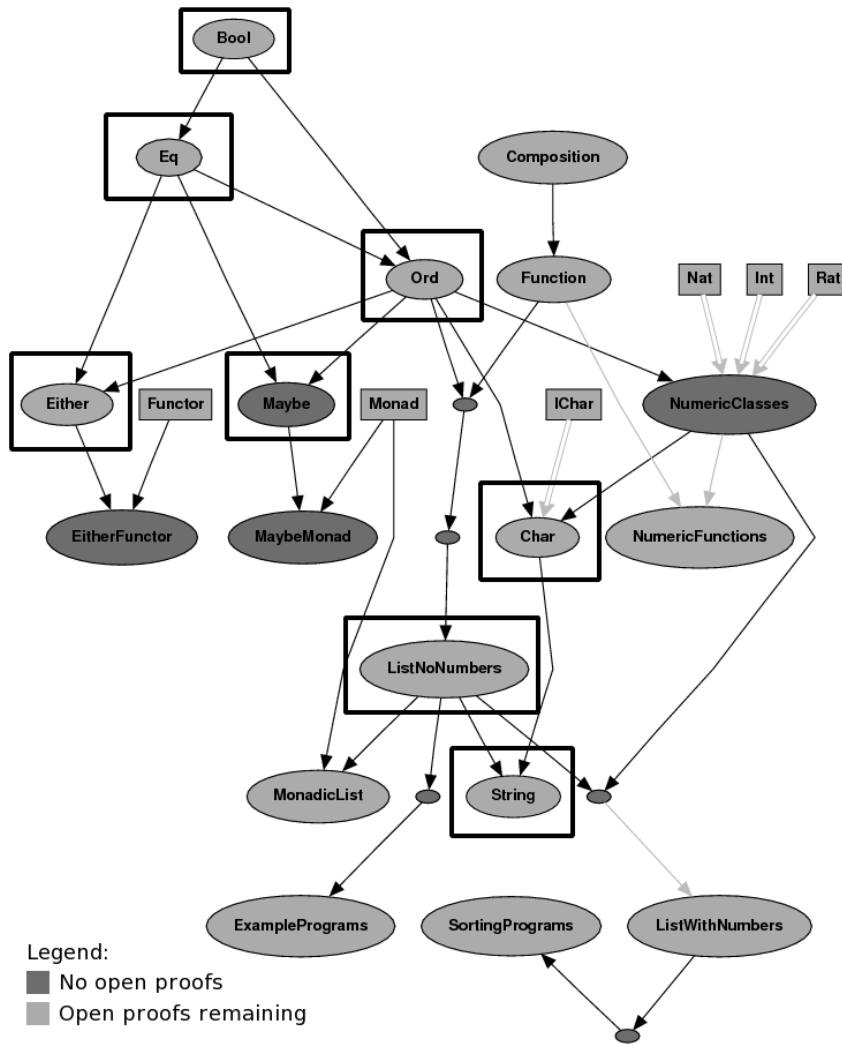 Bool
Eq
Composition
Ord
Function
Nat
Int
Rat
Either
Functor
Maybe
Monad
IChar
NumericClasses
EitherFunctor
MaybeMonad
Char
NumericFunctions
ListNoNumbers
MonadicList
String
ExamplePrograms
SortingPrograms
ListWithNumbers
Legend:
No open proofs
Open proofs remaining